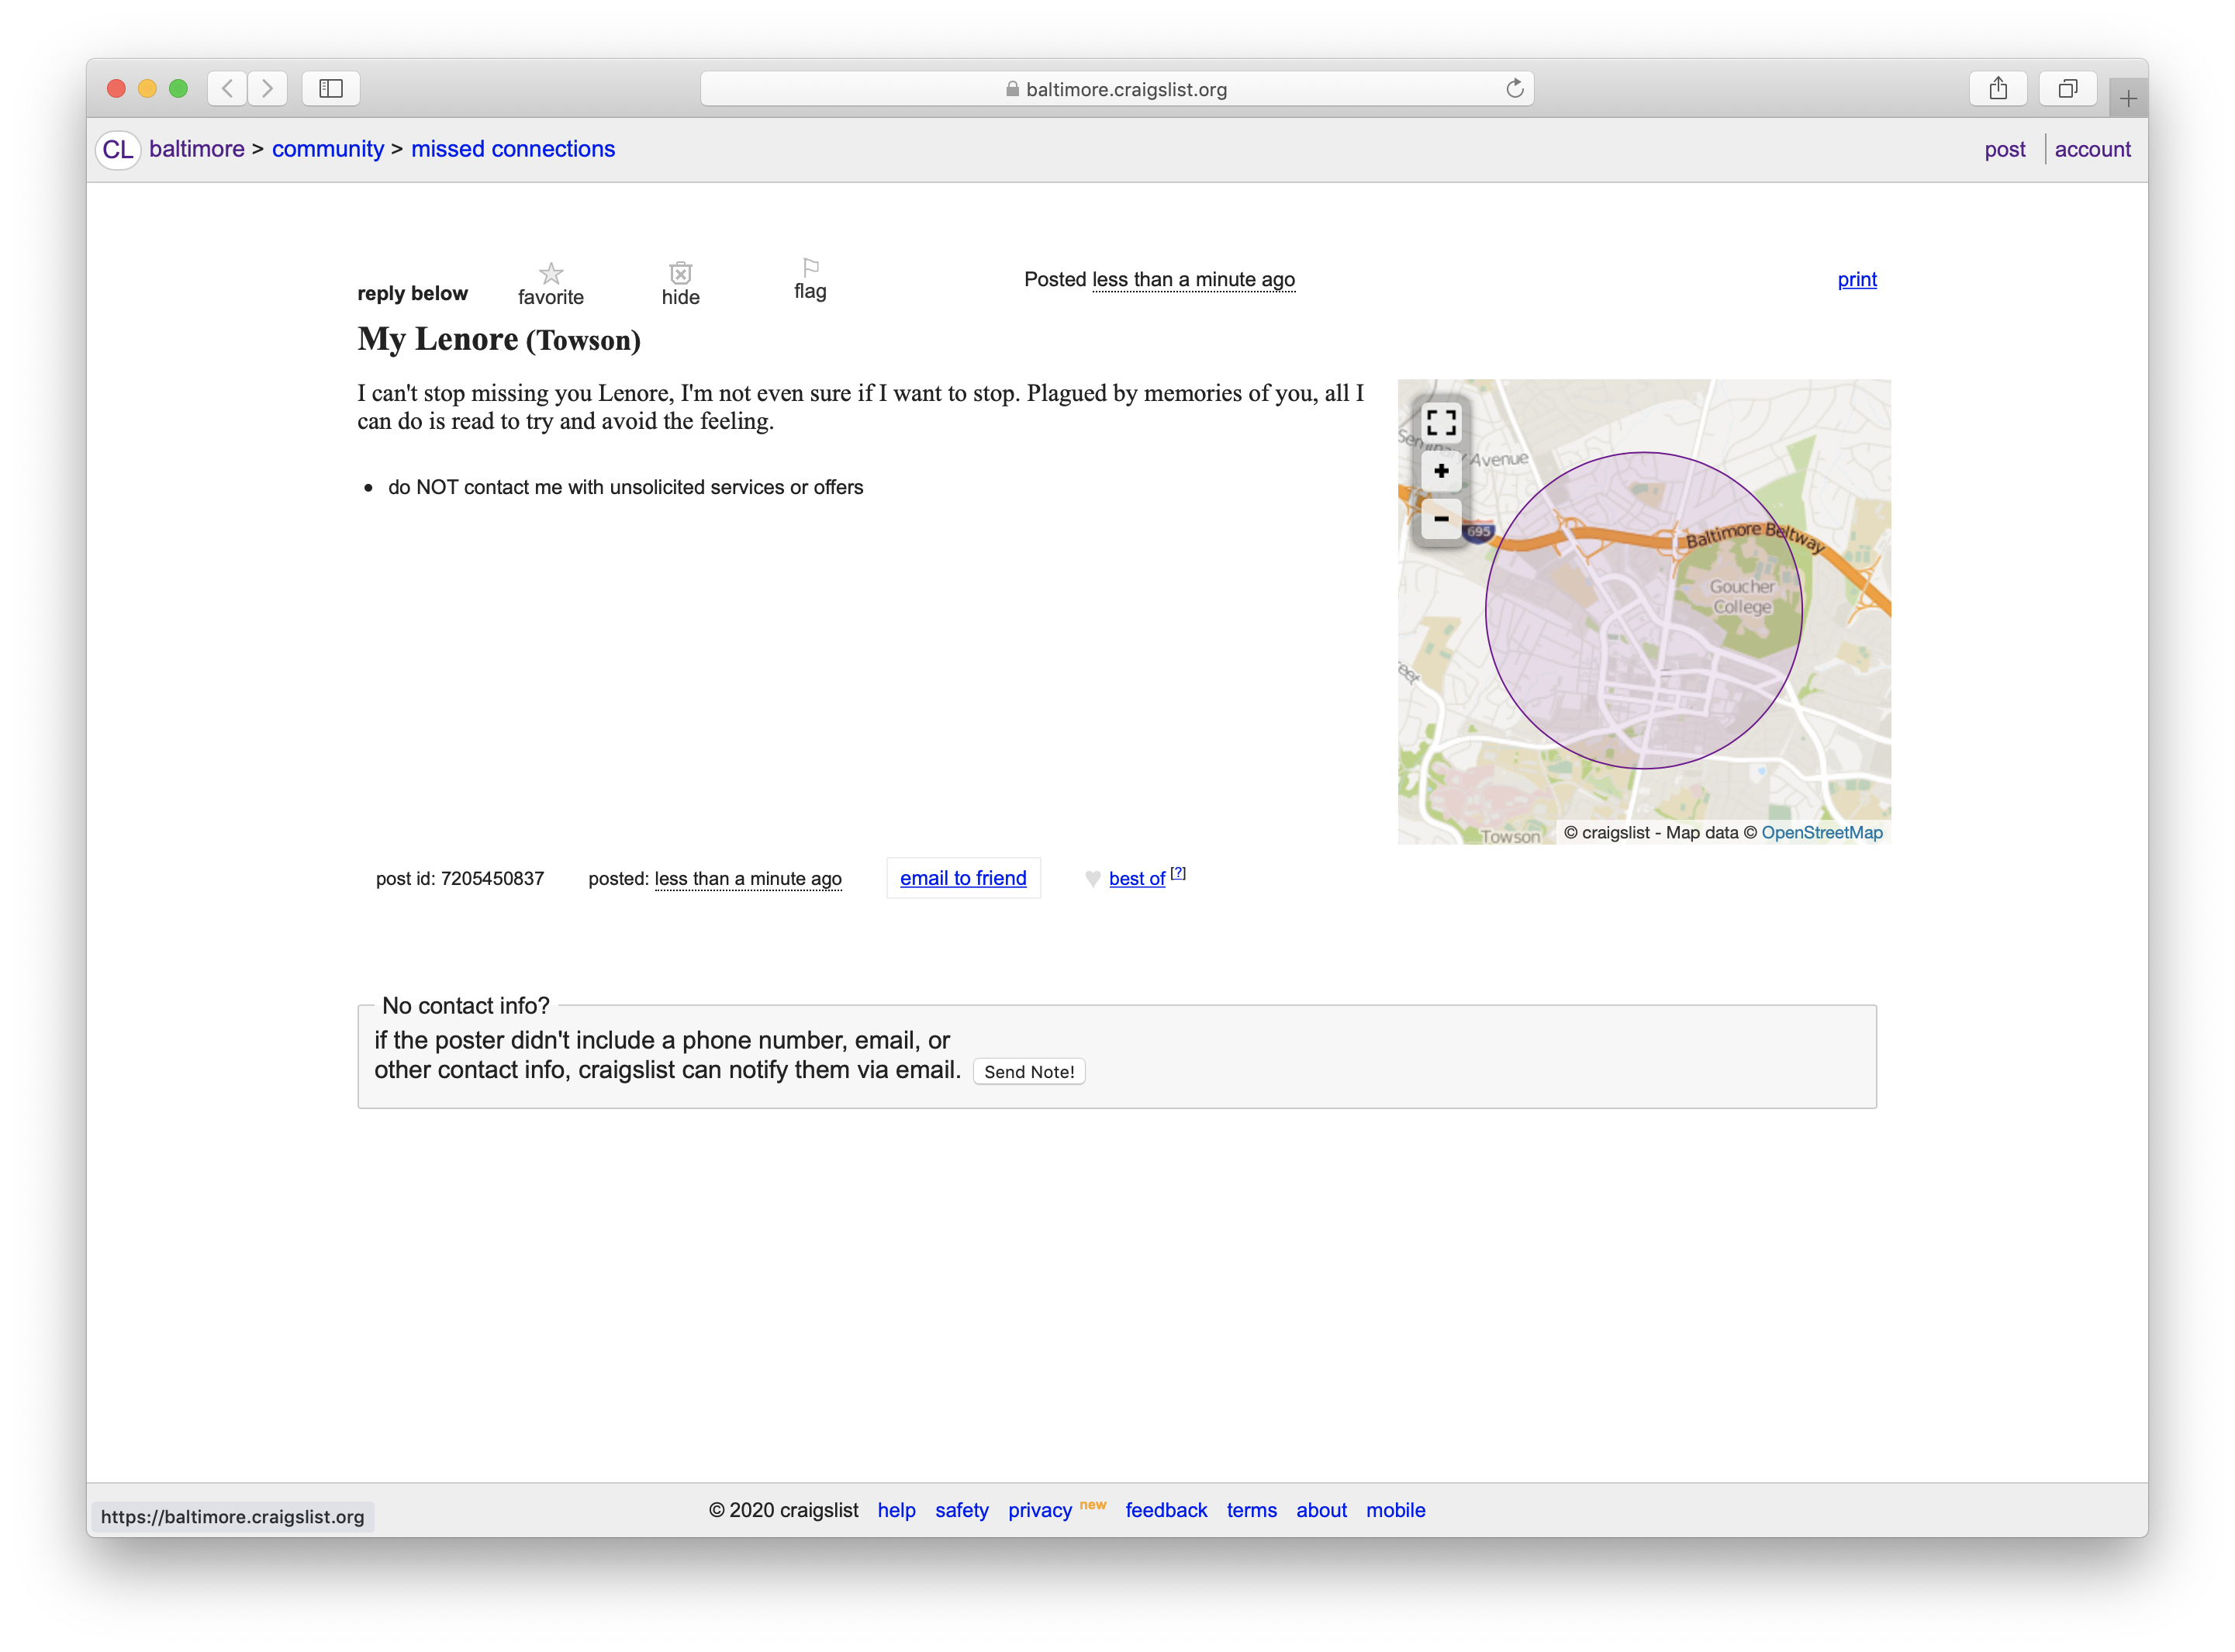 baltimore.craigslist.org
CL baltimore > community > missed connections
post account
reply below
favorite
hide
flag
Posted less than a minute ago
print
My Lenore (Towson)
I can't stop missing you Lenore, I'm not even sure if I want to stop. Plagued by memories of you, all I
can do is read to try and avoid the feeling.
do NOT contact me with unsolicited services or offers
Avenue
695
Baltimore Beltway
Goucher
College
Towson
© craigslist - Map data © OpenStreetMap
post id: 7205450837
posted: less than a minute ago
email to friend
best of [?]
No contact info?
if the poster didn't include a phone number, email, or
other contact info, craigslist can notify them via email. Send Note!
https://baltimore.craigslist.org
© 2020 craigslist help safety privacy new feedback terms about mobile